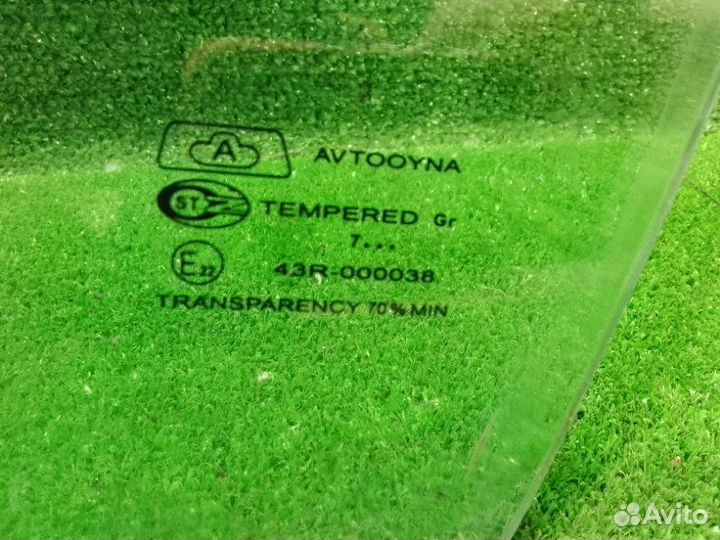 A AVTOOYNA
ST TEMPERED Gr
7...
E22 43R-000038
TRANSPARENCY 70% MIN
Avito